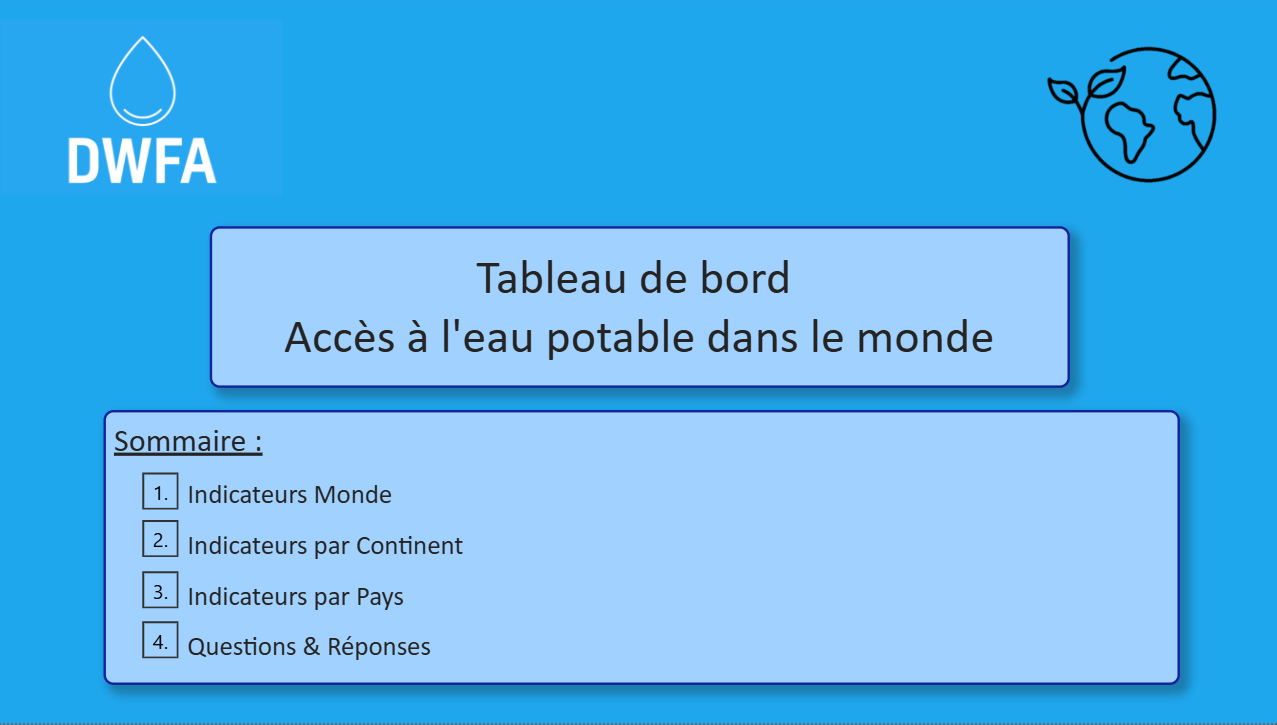 DWFA
Tableau de bord
Accès à l'eau potable dans le monde
Sommaire :
1. Indicateurs Monde
2. Indicateurs par Continent
3. Indicateurs par Pays
4. Questions & Réponses